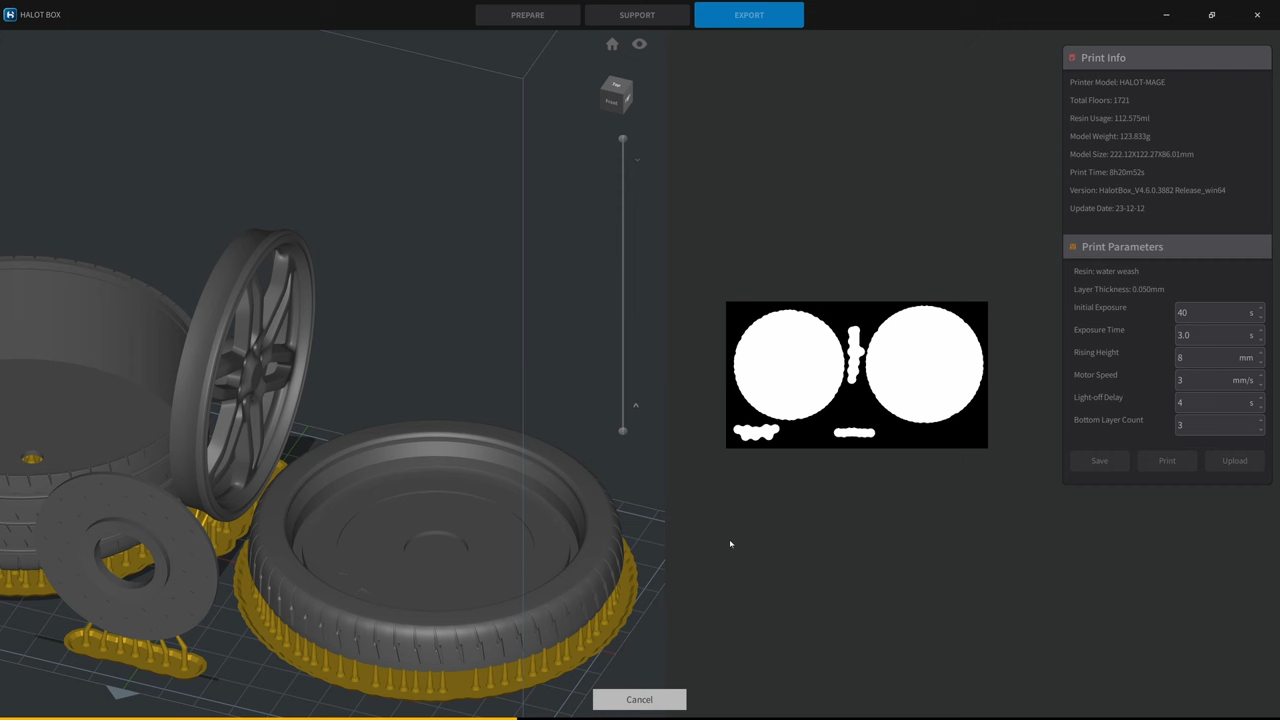 HALOT BOX
PREPARE
SUPPORT
EXPORT
Top
Front
Print Info
Printer Model: HALOT-MAGE
Total Floors: 1721
Resin Usage: 112.575ml
Model Weight: 123.833g
Model Size: 222.12X122.27X86.01mm
Print Time: 8h20m52s
Version: HalotBox_V4.6.0.3882 Release_win64
Update Date: 23-12-12
Print Parameters
Resin: water weash
Layer Thickness: 0.050mm
Initial Exposure 40 s
Exposure Time 3.0 s
Rising Height 8 mm
Motor Speed 3 mm/s
Light-off Delay 4 s
Bottom Layer Count 3
Save Print Upload
Cancel